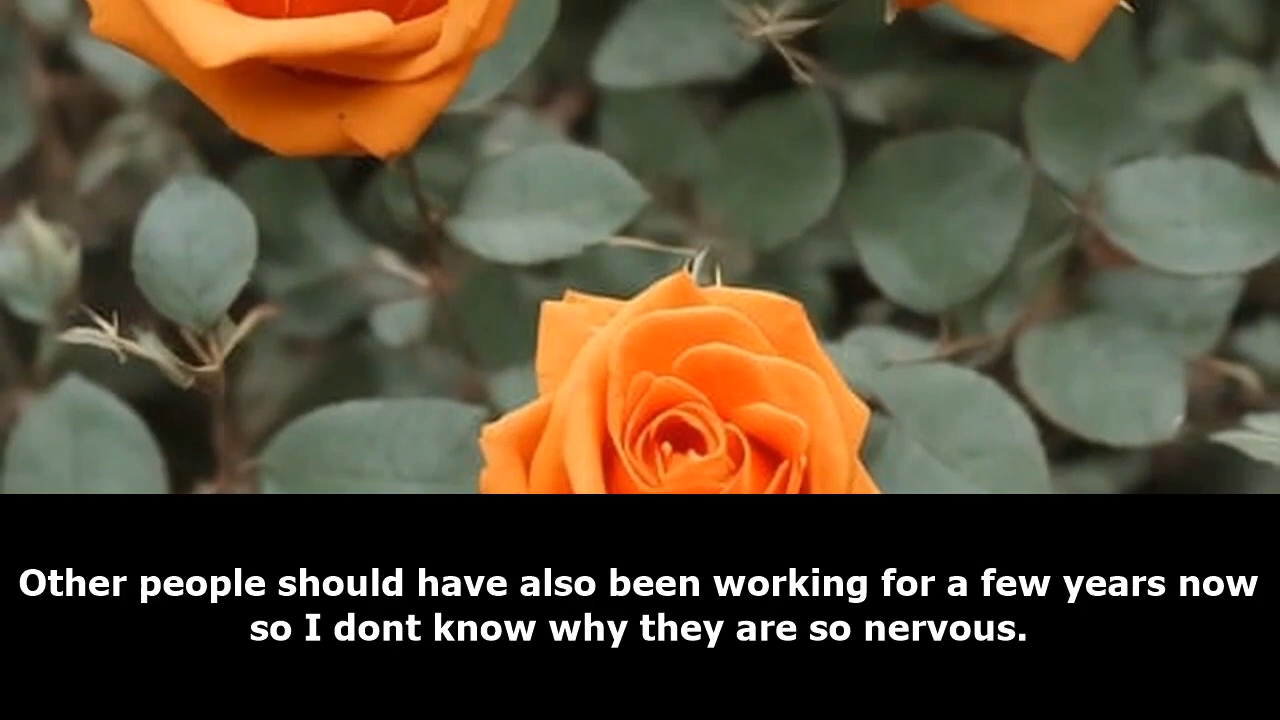 Other people should have also been working for a few years now
so I dont know why they are so nervous.